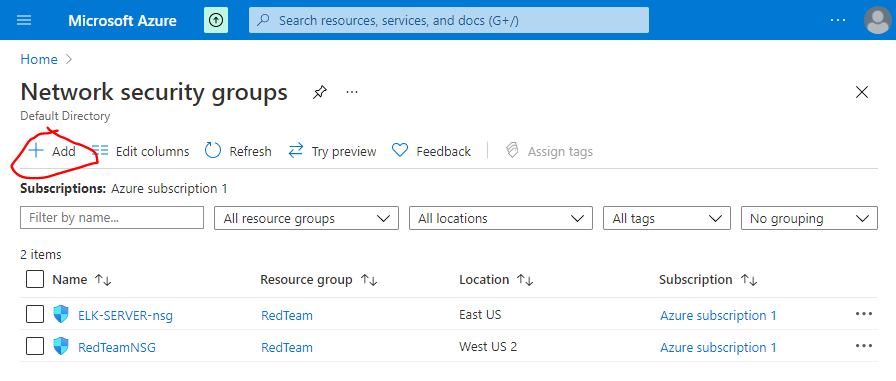 Microsoft Azure
Search resources, services, and docs (G+/)
Home
Network security groups
Default Directory
Add Edit columns Refresh Try preview Feedback Assign tags
Subscriptions: Azure subscription 1
Filter by name... All resource groups All locations All tags No grouping
2 items
Name Resource group Location Subscription
ELK-SERVER-nsg RedTeam East US Azure subscription 1
RedTeamNSG RedTeam West US 2 Azure subscription 1